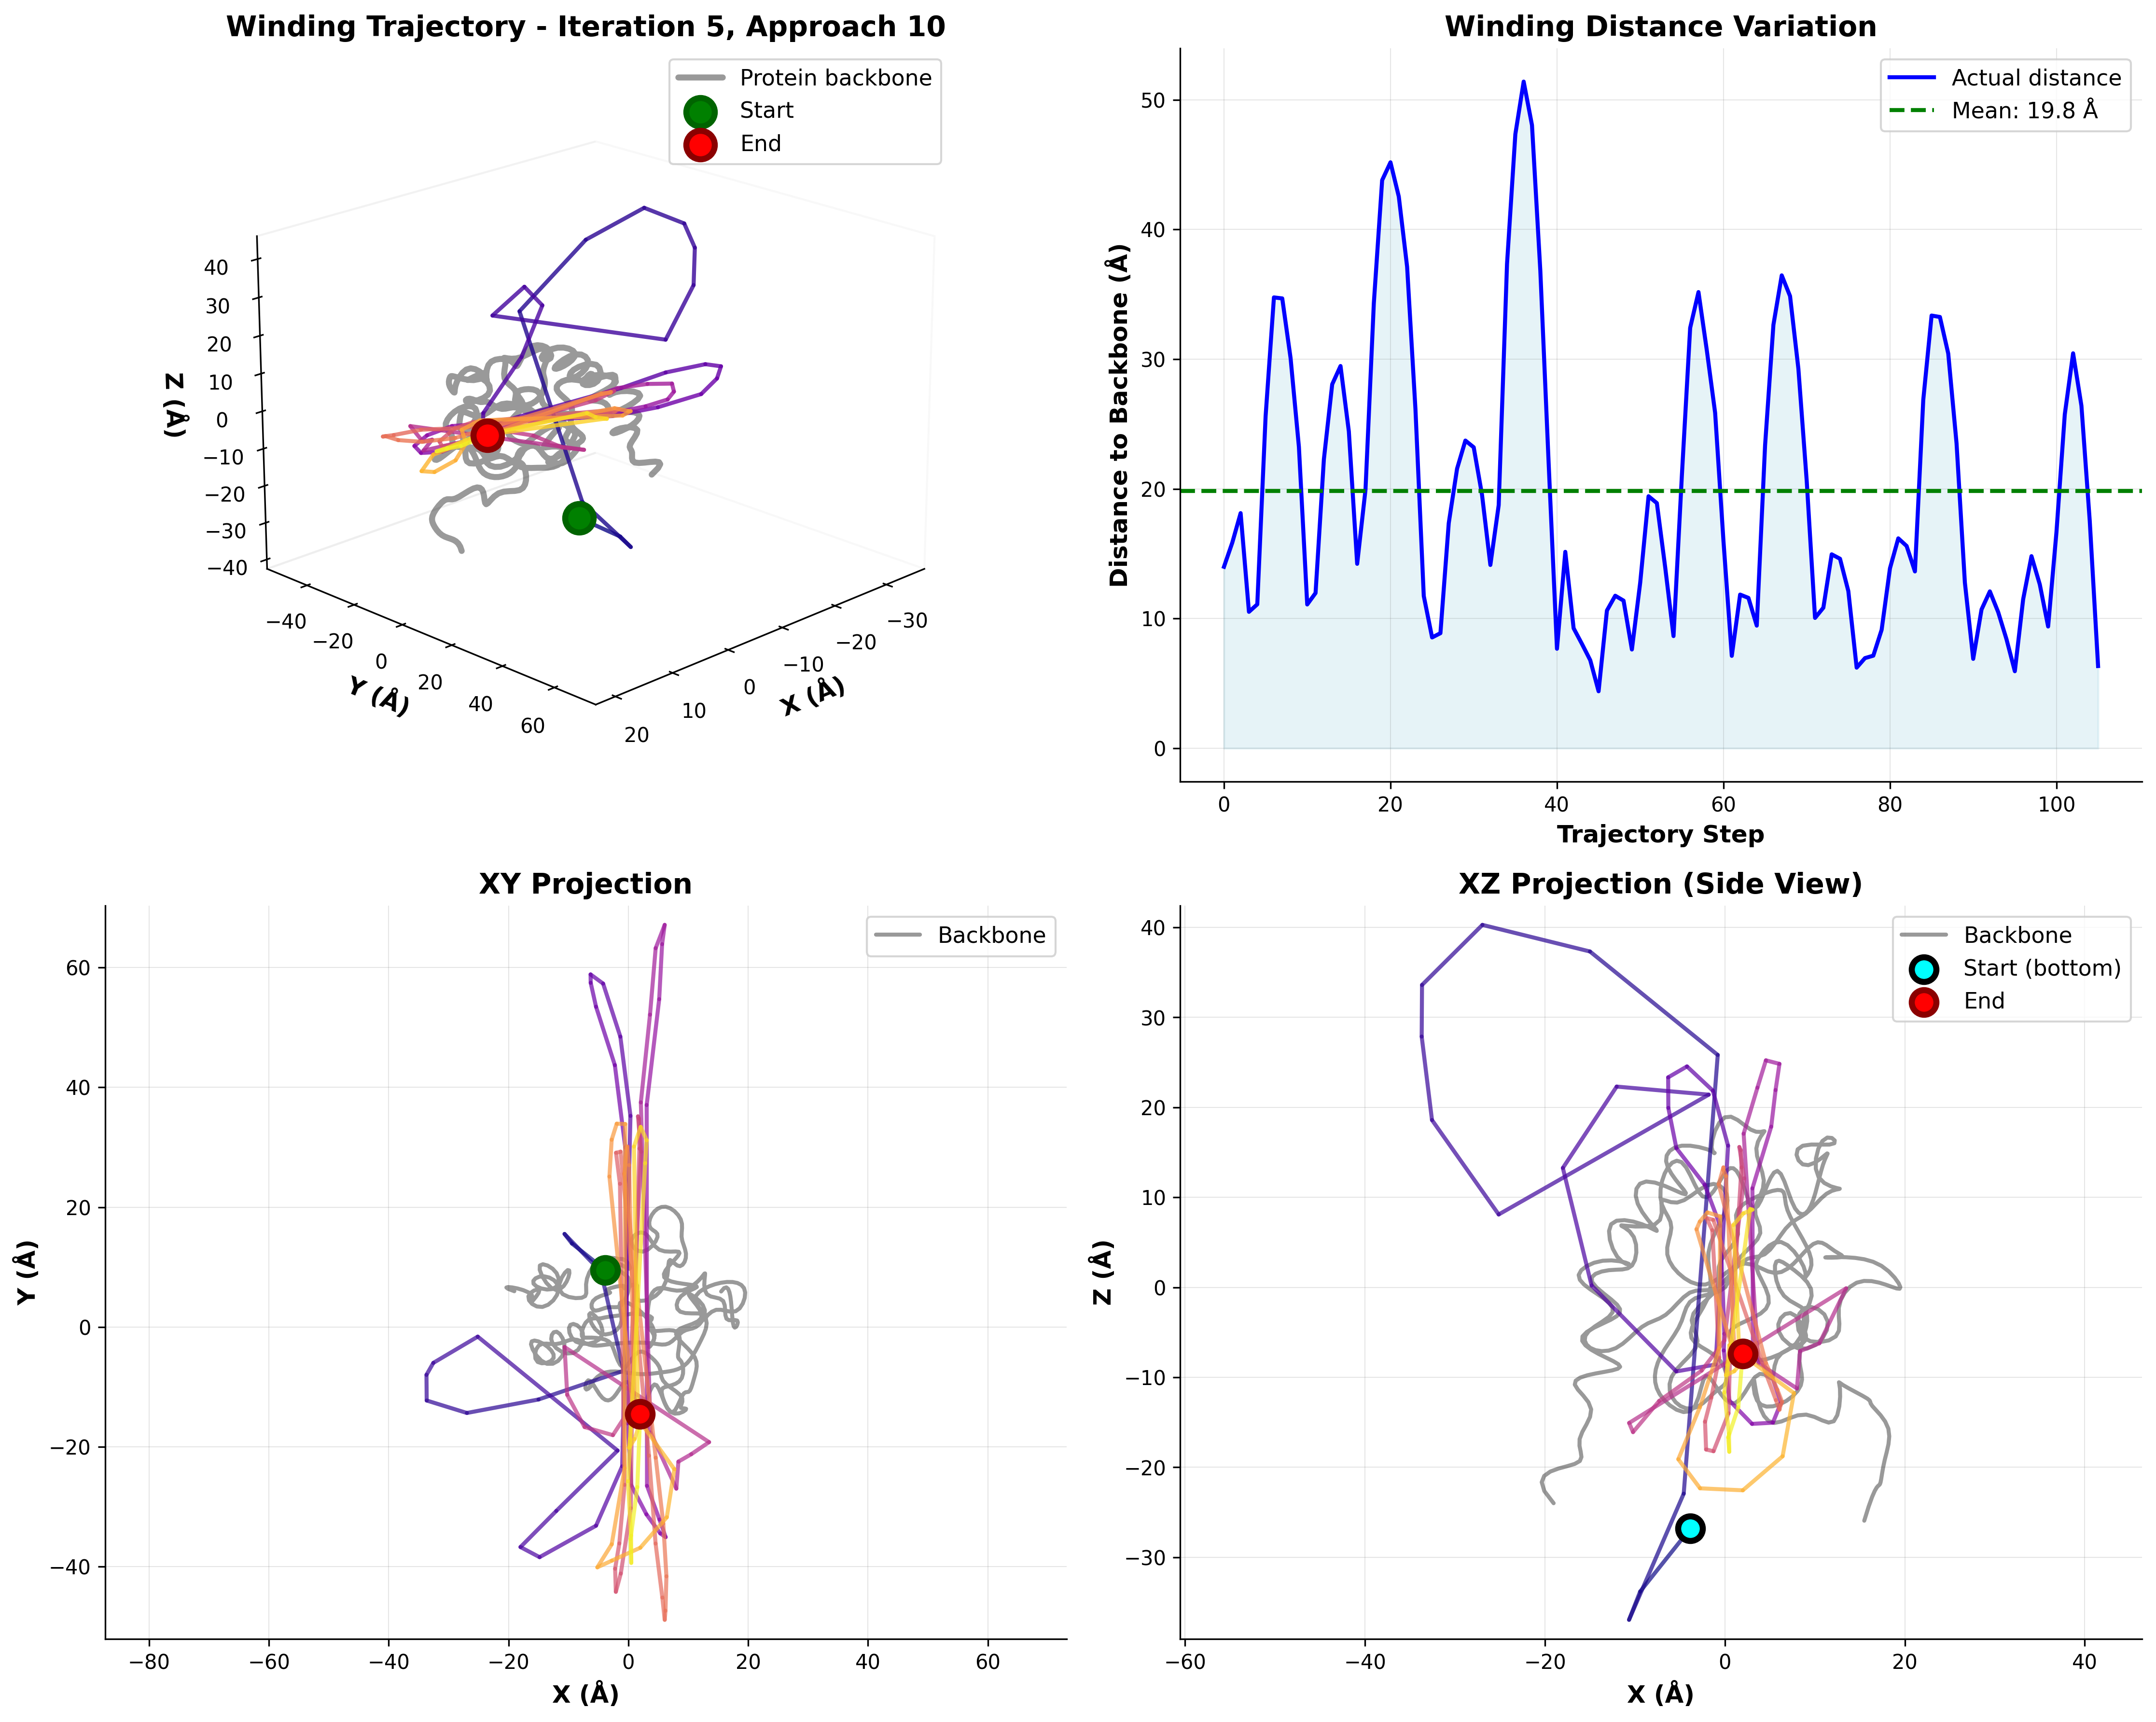 Winding Trajectory - Iteration 5, Approach 10
Protein backbone
Start
End
Z (Å)
40
30
20
10
0
−10
−20
−30
−40
−40
−20
0
20
40
60
Y (Å)
20
10
0
−10
−20
−30
X (Å)
Winding Distance Variation
Actual distance
Mean: 19.8 Å
Distance to Backbone (Å)
50
40
30
20
10
0
0
20
40
60
80
100
Trajectory Step
XY Projection
Backbone
Y (Å)
60
40
20
0
−20
−40
−80
−60
−40
−20
0
20
40
60
X (Å)
XZ Projection (Side View)
Backbone
Start (bottom)
End
Z (Å)
40
30
20
10
0
−10
−20
−30
−60
−40
−20
0
20
40
X (Å)